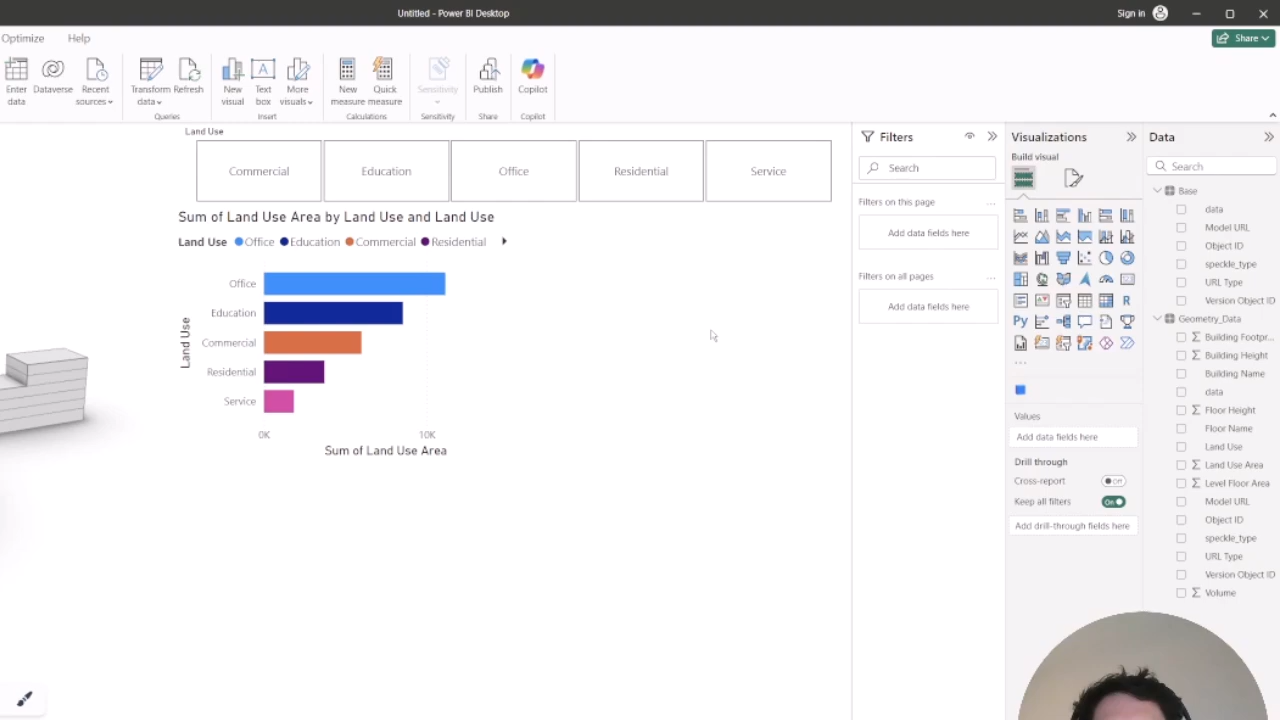 Untitled - Power BI Desktop
Sign in
Optimize
Help
Share
Enter data
Dataverse
Recent sources
Transform data
Refresh
New visual
Text box
More visuals
New measure
Quick measure
Sensitivity
Publish
Copilot
Queries
Insert
Calculations
Sensitivity
Share
Copilot
Land Use
Commercial
Education
Office
Residential
Service
Sum of Land Use Area by Land Use and Land Use
Land Use Office Education Commercial Residential
Land Use
Office
Education
Commercial
Residential
Service
0K
10K
Sum of Land Use Area
Filters
Search
Filters on this page
Add data fields here
Filters on all pages
Add data fields here
Visualizations
Build visual
R
Py
123
Values
Add data fields here
Drill through
Cross-report
Off
Keep all filters
On
Add drill-through fields here
Data
Search
Base
data
Model URL
Object ID
speckle_type
URL Type
Version Object ID
Geometry_Data
Building Footpr...
Building Height
Building Name
data
Floor Height
Floor Name
Land Use
Land Use Area
Level Floor Area
Model URL
Object ID
speckle_type
URL Type
Version Object ID
Volume